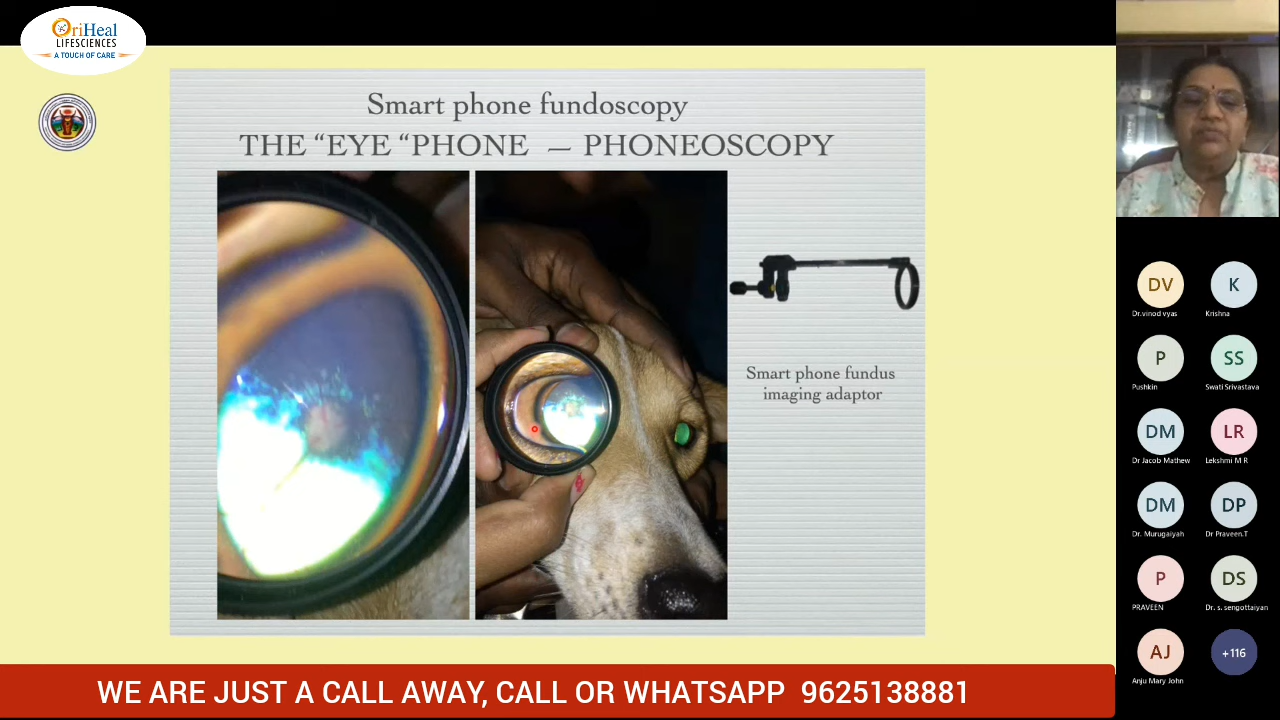 OriHeal
LIFESCIENCES
A TOUCH OF CARE
Smart phone fundoscopy
THE “EYE “PHONE — PHONEOSCOPY
Smart phone fundus
imaging adaptor
DV
K
Dr.vinod vyas
Krishna
P
SS
Pushkin
Swati Srivastava
DM
LR
Dr Jacob Mathew
Lekshmi M R
DM
DP
Dr. Murugaiyah
Dr Praveen.T
P
DS
PRAVEEN
Dr. s. sengottaiyan
AJ
+116
Anju Mary John
WE ARE JUST A CALL AWAY, CALL OR WHATSAPP 9625138881